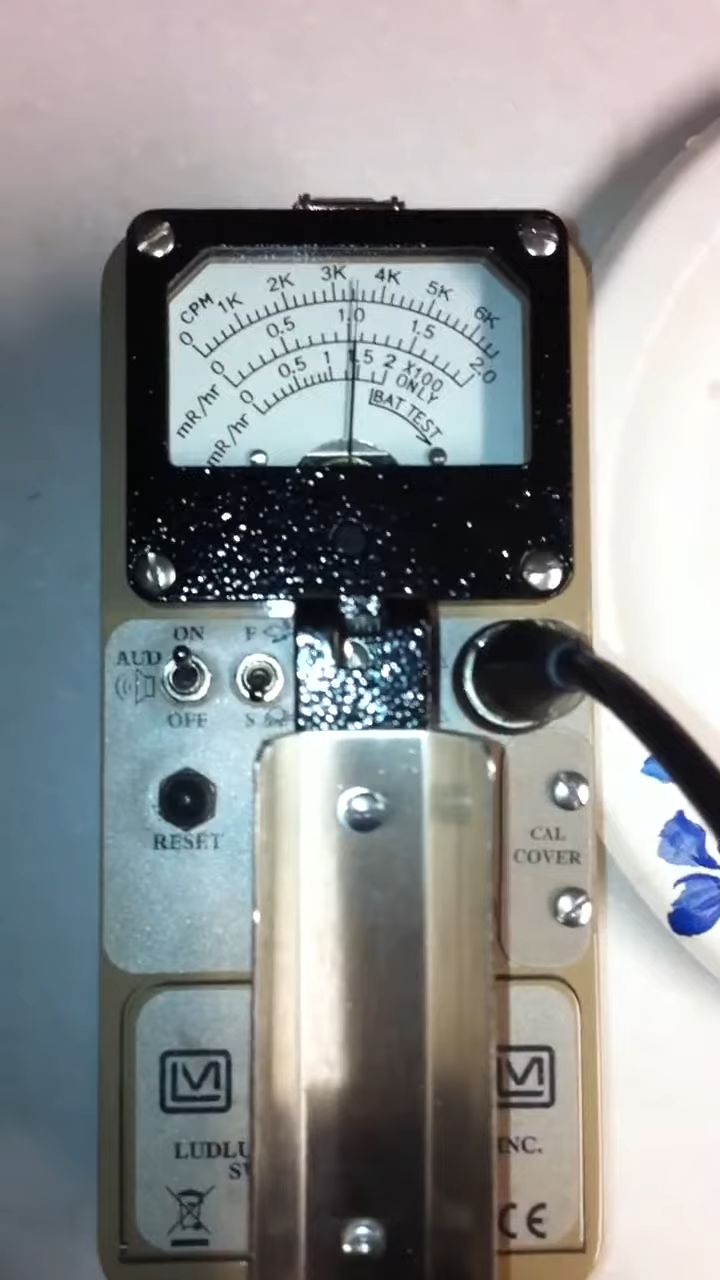 0 CPM 1K 2K 3K 4K 5K 6K
0 0.5 1.0 1.5 2.0
mR/hr 0 0.5 1 1.5 2 X100 ONLY
mR/hr
BAT TEST
ON
AUD
OFF
F
S
RESET
CAL
COVER
LUDLU INC.
SW
CE